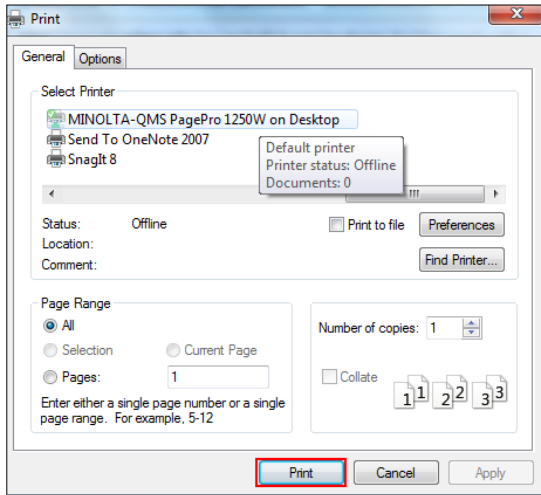 Print
General Options
Select Printer
MINOLTA-QMS PagePro 1250W on Desktop
Send To OneNote 2007
SnagIt 8
Default printer
Printer status: Offline
Documents: 0
Status: Offline
Print to file Preferences
Location:
Comment:
Find Printer...
Page Range
All
Selection Current Page
Pages: 1
Enter either a single page number or a single
page range. For example, 5-12
Number of copies: 1
Collate
1 1 2 2 3 3
Print Cancel Apply